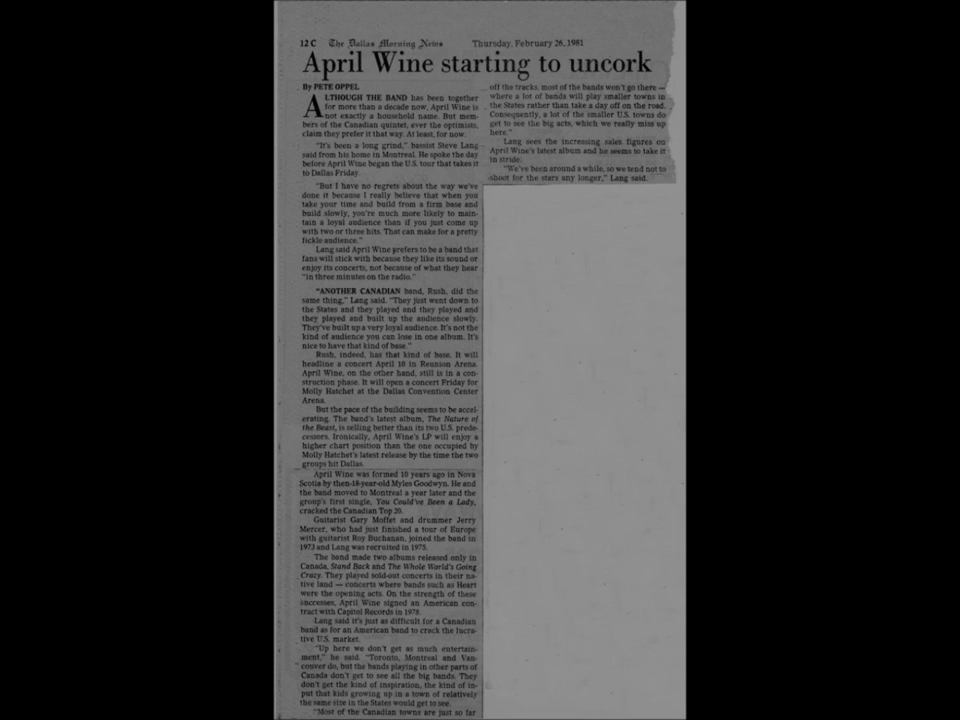 12 C The Dallas Morning News Thursday, February 26, 1981
April Wine starting to uncork
By PETE OPPEL
ALTHOUGH THE BAND has been together
for more than a decade now, April Wine is
not exactly a household name. But mem-
bers of the Canadian quintet, ever the optimists,
claim they prefer it that way. At least, for now.
"It's been a long grind," bassist Steve Lang
said from his home in Montreal. He spoke the day
before April Wine began the U.S. tour that takes it
to Dallas Friday.
"But I have no regrets about the way we've
done it because I really believe that when you
take your time and build from a firm base and
build slowly, you're much more likely to main-
tain a loyal audience than if you just come up
with two or three hits. That can make for a pretty
fickle audience."
Lang said April Wine prefers to be a band that
fans will stick with because they like its sound or
enjoy its concerts, not because of what they hear
"in three minutes on the radio."
"ANOTHER CANADIAN band, Rush, did the
same thing," Lang said. "They just went down to
the States and they played and they played and
they played and built up the audience slowly.
They've built up a very loyal audience. It's not the
kind of audience you can lose in one album. It's
nice to have that kind of base."
Rush, indeed, has that kind of base. It will
headline a concert April 10 in Reunion Arena.
April Wine, on the other hand, still is in a con-
struction phase. It will open a concert Friday for
Molly Hatchet at the Dallas Convention Center
Arena.
But the pace of the building seems to be accel-
erating. The band's latest album, The Nature of
the Beast, is selling better than its two U.S. prede-
cessors. Ironically, April Wine's LP will enjoy a
higher chart position than the one occupied by
Molly Hatchet's latest release by the time the two
groups hit Dallas.
April Wine was formed 10 years ago in Nova
Scotia by then-18-year-old Myles Goodwyn. He and
the band moved to Montreal a year later and the
group's first single, You Could've Been a Lady,
cracked the Canadian Top 20.
Guitarist Gary Moffet and drummer Jerry
Mercer, who had just finished a tour of Europe
with guitarist Roy Buchanan, joined the band in
1973 and Lang was recruited in 1975.
The band made two albums released only in
Canada, Stand Back and The Whole World's Going
Crazy. They played sold-out concerts in their na-
tive land — concerts where bands such as Heart
were the opening acts. On the strength of these
successes, April Wine signed an American con-
tract with Capitol Records in 1978.
Lang said it's just as difficult for a Canadian
band as for an American band to crack the lucra-
tive U.S. market.
"Up here we don't get as much entertain-
ment," he said. "Toronto, Montreal and Van-
couver do, but the bands playing in other parts of
Canada don't get to see all the big bands. They
don't get the kind of inspiration, the kind of in-
put that kids growing up in a town of relatively
the same size in the States would get to see.
"Most of the Canadian towns are just so far
off the tracks, most of the bands won't go there —
where a lot of bands will play smaller towns in
the States rather than take a day off on the road.
Consequently, a lot of the smaller U.S. towns do
get to see the big acts, which we really miss up
here."
Lang sees the increasing sales figures on
April Wine's latest album and he seems to take it
in stride.
"We've been around a while, so we tend not to
shoot for the stars any longer," Lang said.